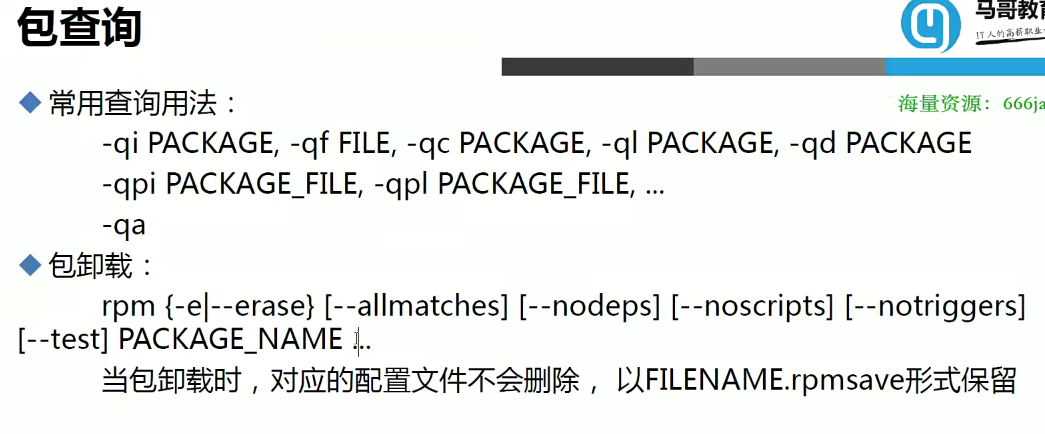 包查询
马哥教育
IT人的高薪职业
海量资源：666ja
常用查询用法：
-qi PACKAGE, -qf FILE, -qc PACKAGE, -ql PACKAGE, -qd PACKAGE
-qpi PACKAGE_FILE, -qpl PACKAGE_FILE, ...
-qa
包卸载：
rpm {-e|--erase} [--allmatches] [--nodeps] [--noscripts] [--notriggers]
[--test] PACKAGE_NAME ...
当包卸载时，对应的配置文件不会删除， 以FILENAME.rpmsave形式保留